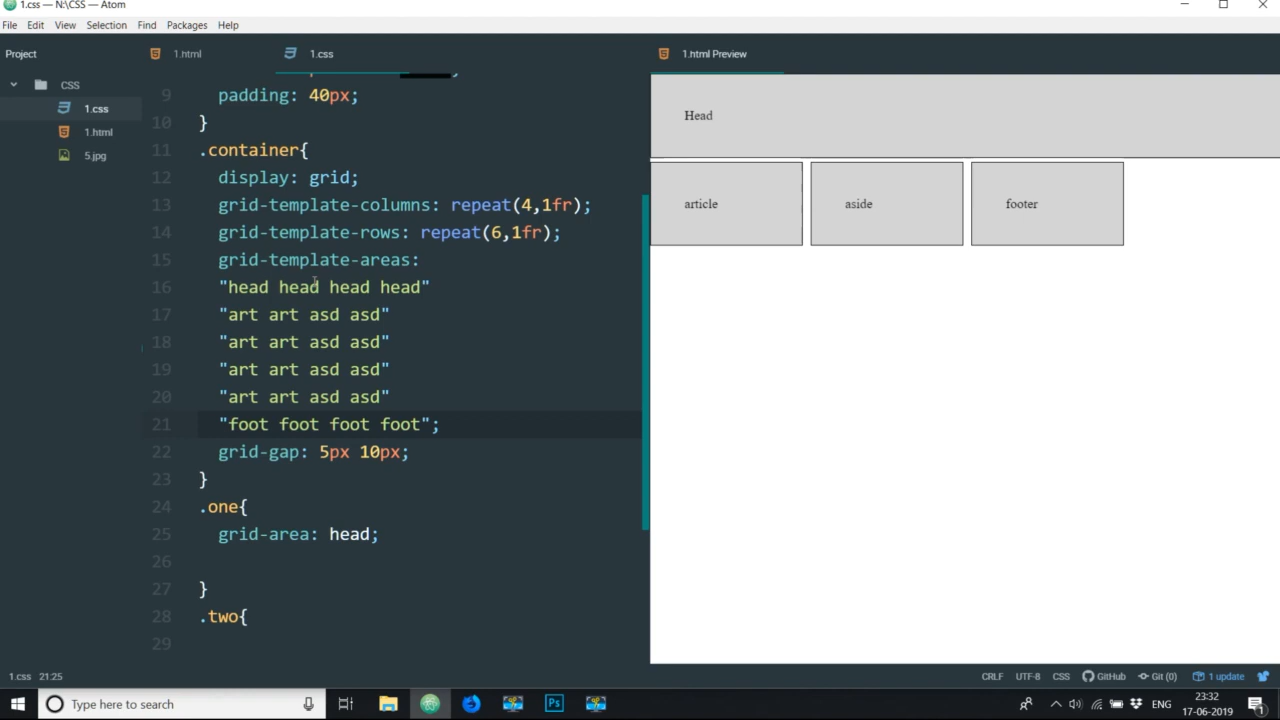 1.css — N:\CSS — Atom
File Edit View Selection Find Packages Help
Project
1.html
1.css
1.html Preview
CSS
1.css
1.html
5.jpg
9 padding: 40px;
10 }
11 .container{
12 display: grid;
13 grid-template-columns: repeat(4,1fr);
14 grid-template-rows: repeat(6,1fr);
15 grid-template-areas:
16 "head head head head"
17 "art art asd asd"
18 "art art asd asd"
19 "art art asd asd"
20 "art art asd asd"
21 "foot foot foot foot";
22 grid-gap: 5px 10px;
23 }
24 .one{
25 grid-area: head;
26
27 }
28 .two{
29
Head
article aside footer
1.css 21:25
CRLF UTF-8 CSS GitHub Git (0) 1 update
Type here to search
Ps
ENG
23:32
17-06-2019
1